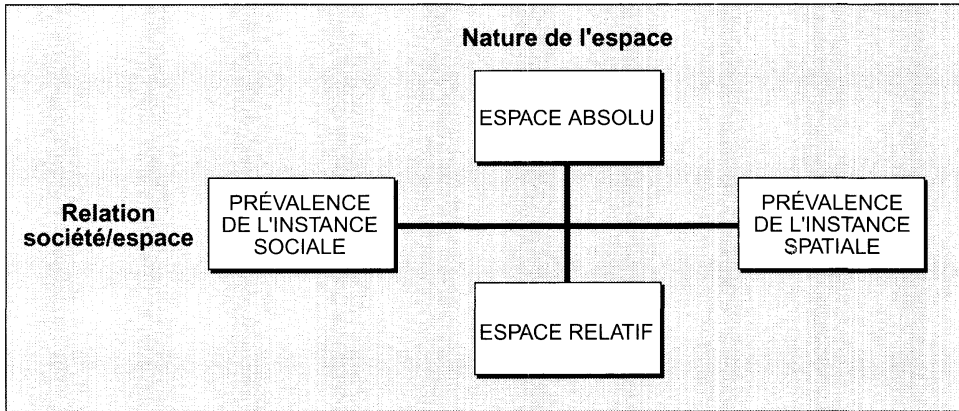 Nature de l'espace
ESPACE ABSOLU
Relation
société/espace
PRÉVALENCE
DE L'INSTANCE
SOCIALE
PRÉVALENCE
DE L'INSTANCE
SPATIALE
ESPACE RELATIF